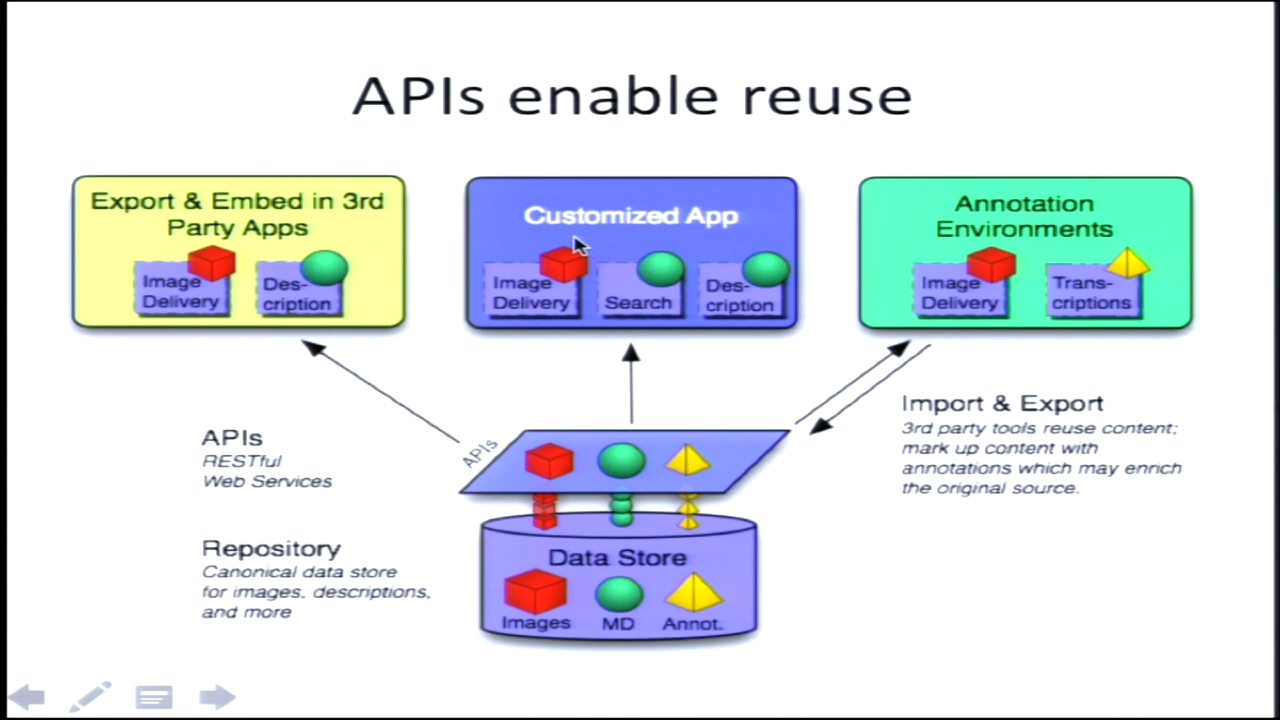 APIs enable reuse
Export & Embed in 3rd
Party Apps
Image
Delivery
Des-
cription
Customized App
Image
Delivery
Search
Des-
cription
Annotation
Environments
Image
Delivery
Trans-
criptions
APIs
RESTful
Web Services
APIs
Import & Export
3rd party tools reuse content;
mark up content with
annotations which may enrich
the original source.
Repository
Canonical data store
for images, descriptions,
and more
Data Store
Images
MD
Annot.